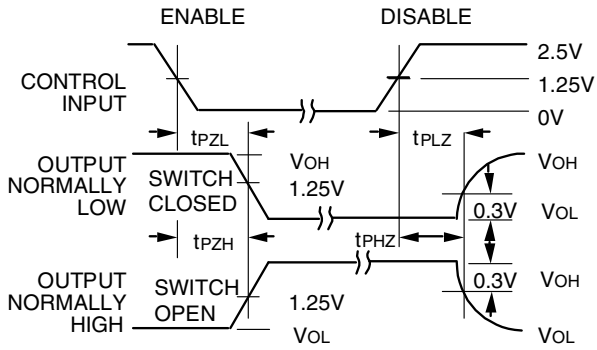 ENABLE
DISABLE
CONTROL
INPUT
2.5V
1.25V
0V
tPZL
tPLZ
OUTPUT
NORMALLY
LOW
SWITCH
CLOSED
VOH
1.25V
VOH
0.3V
VOL
tPZH
tPHZ
OUTPUT
NORMALLY
HIGH
SWITCH
OPEN
1.25V
VOL
0.3V
VOH
VOL